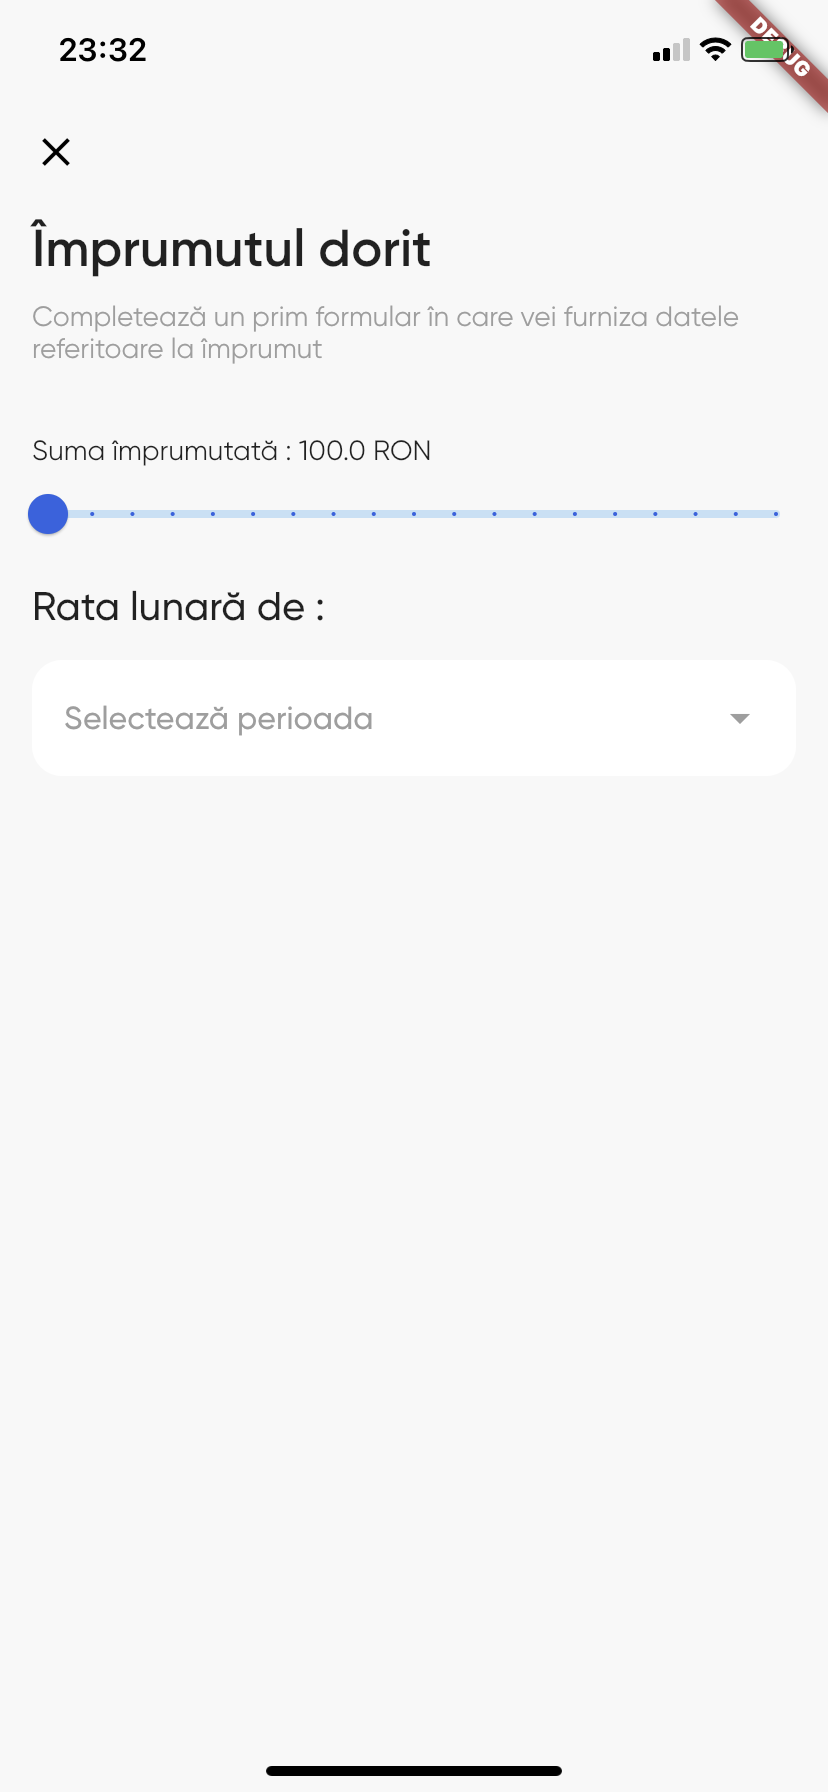 23:32
Împrumutul dorit
Completează un prim formular în care vei furniza datele
referitoare la împrumut
Suma împrumutată : 100.0 RON
Rata lunară de :
Selectează perioada